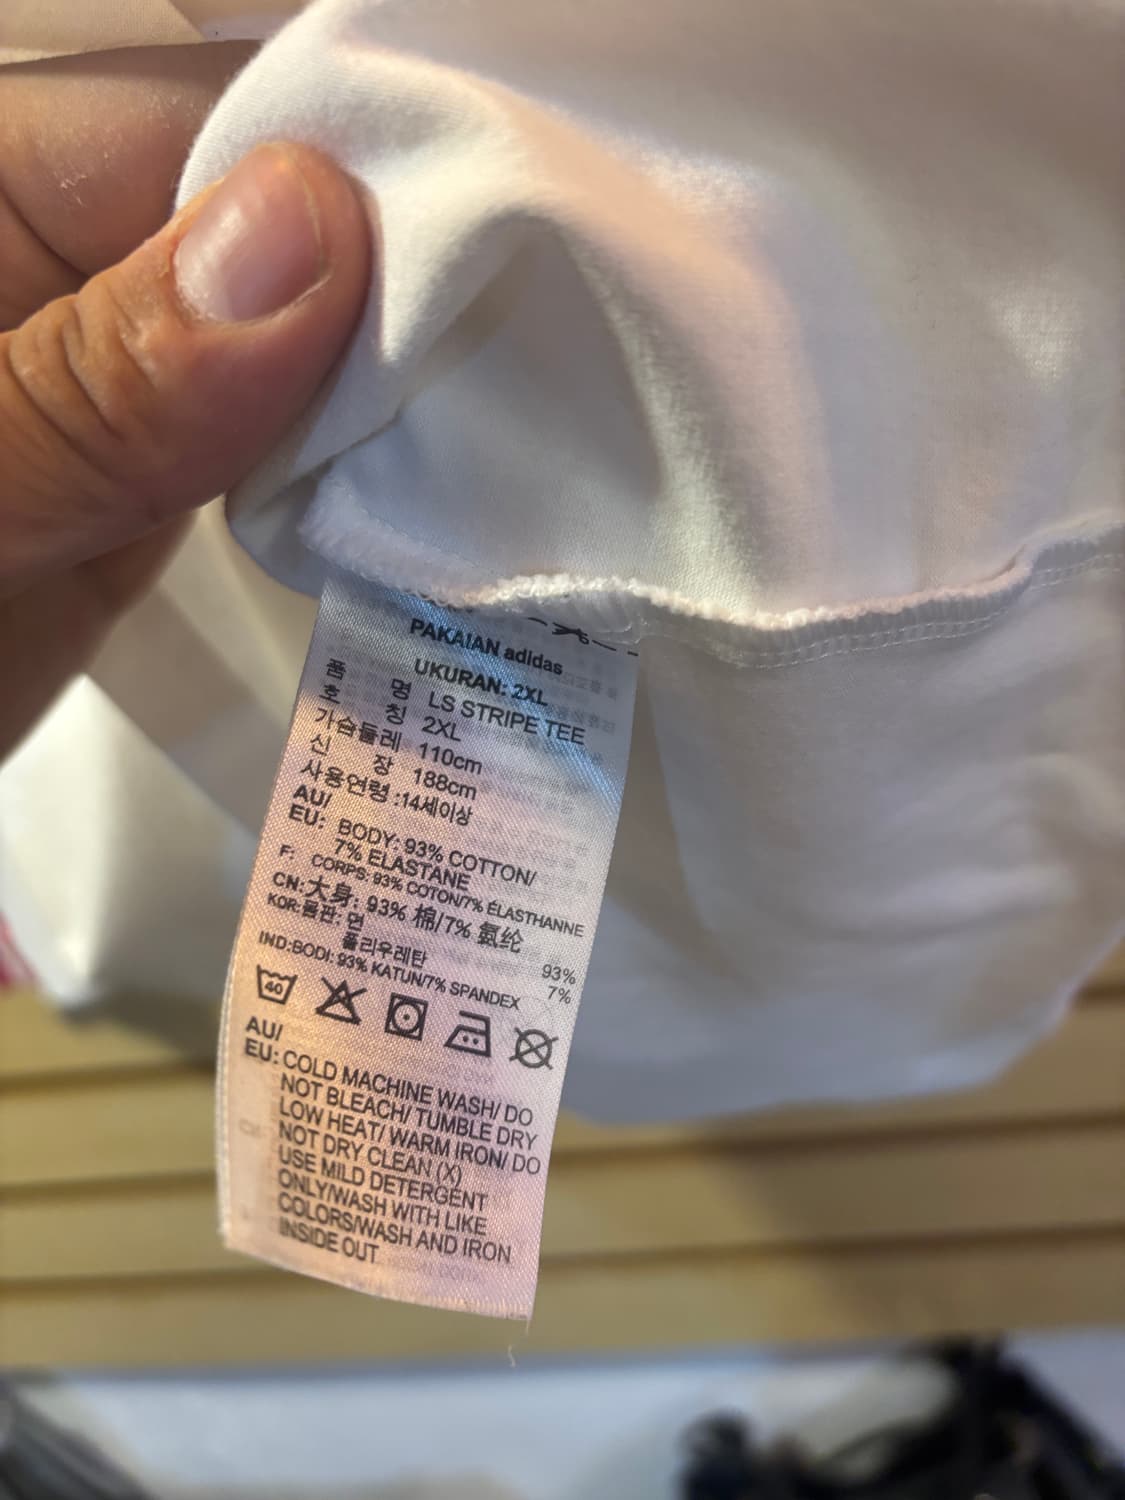 PAKAIAN adidas
UKURAN: 2XL
품 명 LS STRIPE TEE
호 칭 2XL
가슴둘레 110cm
신 장 188cm
사용연령 :14세이상
AU/
EU: BODY: 93% COTTON/
7% ELASTANE
F: CORPS: 93% COTON/7% ÉLASTHANNE
CN: 大身: 93% 棉/7% 氨纶
KOR:몸판: 면 93%
폴리우레탄 7%
IND:BODI: 93% KATUN/7% SPANDEX
40
AU/
EU: COLD MACHINE WASH/ DO
NOT BLEACH/ TUMBLE DRY
LOW HEAT/ WARM IRON/ DO
NOT DRY CLEAN (X)
USE MILD DETERGENT
ONLY/WASH WITH LIKE
COLORS/WASH AND IRON
INSIDE OUT